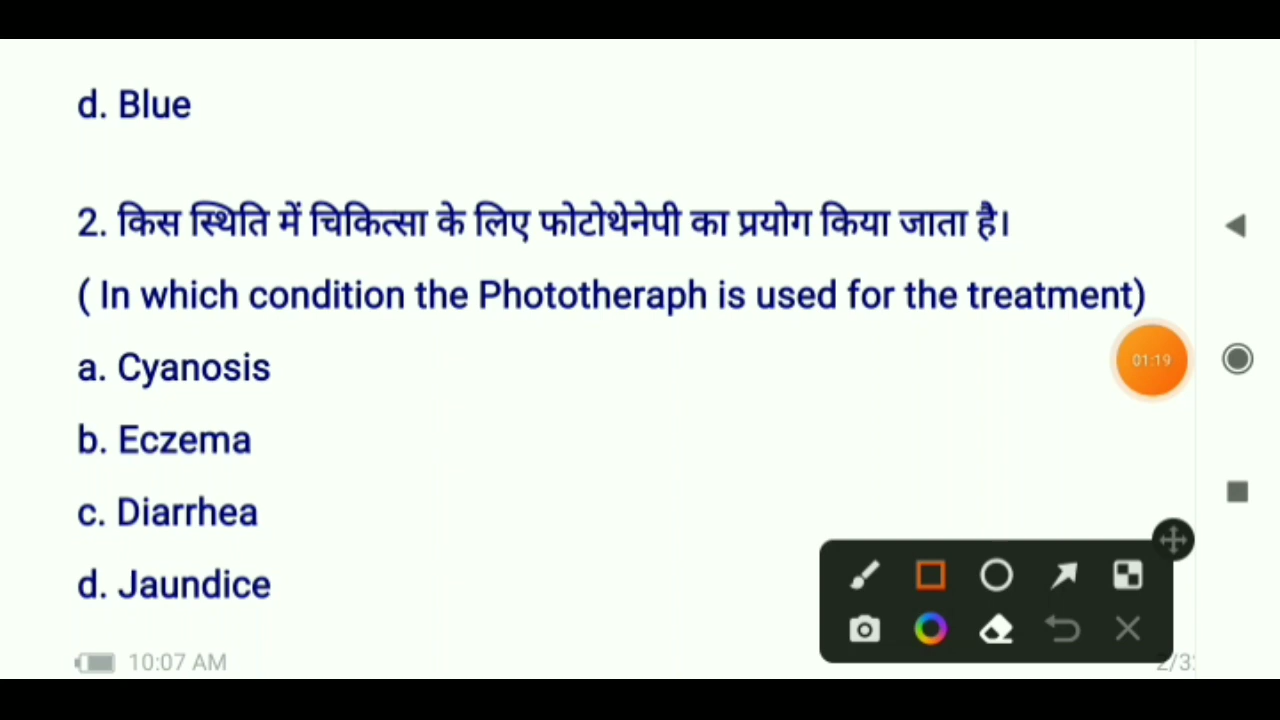 d. Blue
2. किस स्थिति में चिकित्सा के लिए फोटोथेनेपी का प्रयोग किया जाता है।
( In which condition the Phototheraph is used for the treatment)
a. Cyanosis
01:19
b. Eczema
c. Diarrhea
d. Jaundice
10:07 AM